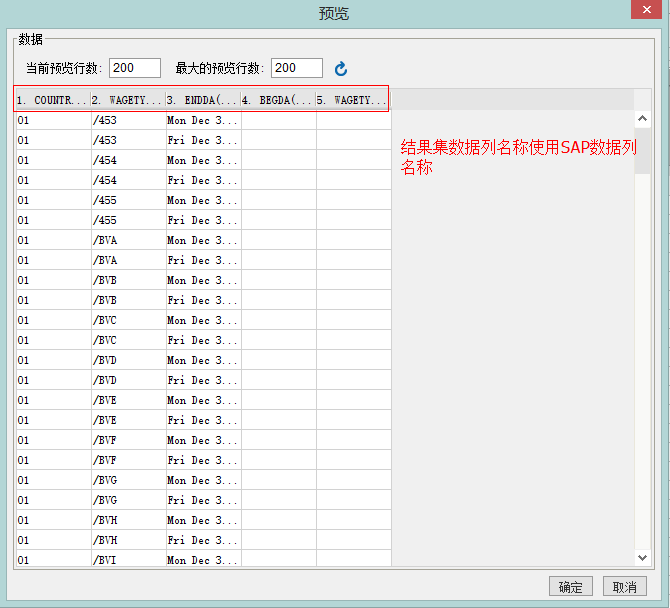 预览
数据
当前预览行数: 200 最大的预览行数: 200
1. COUNTR... 2. WAGETY... 3. ENDDA(... 4. BEGDA(... 5. WAGETY...
01 /453 Mon Dec 3...
01 /453 Fri Dec 3...
01 /454 Mon Dec 3...
01 /454 Fri Dec 3...
01 /455 Mon Dec 3...
01 /455 Fri Dec 3...
01 /BVA Mon Dec 3...
01 /BVA Fri Dec 3...
01 /BVB Mon Dec 3...
01 /BVB Fri Dec 3...
01 /BVC Mon Dec 3...
01 /BVC Fri Dec 3...
01 /BVD Mon Dec 3...
01 /BVD Fri Dec 3...
01 /BVE Mon Dec 3...
01 /BVE Fri Dec 3...
01 /BVF Mon Dec 3...
01 /BVF Fri Dec 3...
01 /BVG Mon Dec 3...
01 /BVG Fri Dec 3...
01 /BVH Mon Dec 3...
01 /BVH Fri Dec 3...
01 /BVI Mon Dec 3...
结果集数据列名称使用SAP数据列
名称
确定 取消